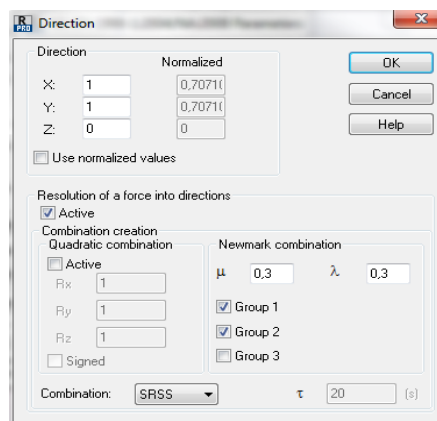 R
PRO
Direction
Direction
Normalized
X: 1 0,7071(
Y: 1 0,7071(
Z: 0 0
Use normalized values
OK
Cancel
Help
Resolution of a force into directions
Active
Combination creation
Quadratic combination
Active
Rx 1
Ry 1
Rz 1
Signed
Newmark combination
μ 0,3 λ 0,3
Group 1
Group 2
Group 3
Combination: SRSS τ 20 (s)